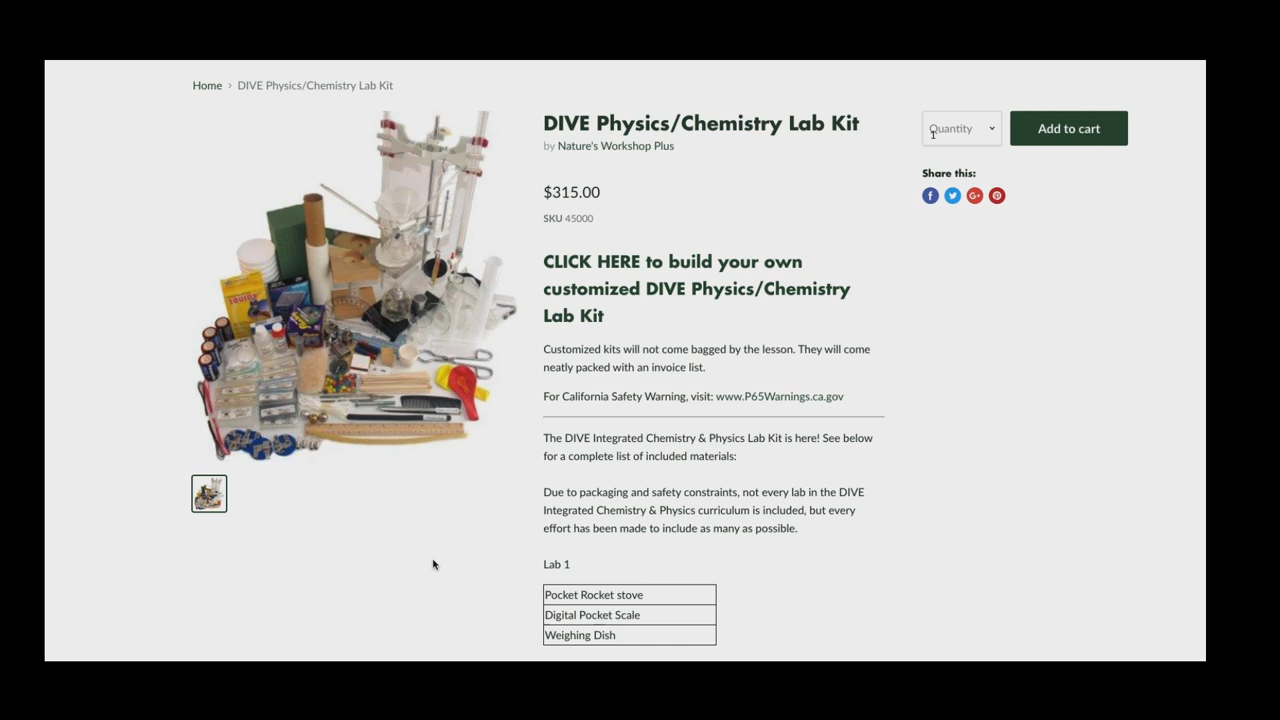 Home > DIVE Physics/Chemistry Lab Kit
DIVE Physics/Chemistry Lab Kit
by Nature's Workshop Plus
$315.00
SKU 45000
CLICK HERE to build your own
customized DIVE Physics/Chemistry
Lab Kit
Customized kits will not come bagged by the lesson. They will come
neatly packed with an invoice list.
For California Safety Warning, visit: www.P65Warnings.ca.gov
The DIVE Integrated Chemistry & Physics Lab Kit is here! See below
for a complete list of included materials:
Due to packaging and safety constraints, not every lab in the DIVE
Integrated Chemistry & Physics curriculum is included, but every
effort has been made to include as many as possible.
Lab 1
Pocket Rocket stove
Digital Pocket Scale
Weighing Dish
Quantity
1
Add to cart
Share this: